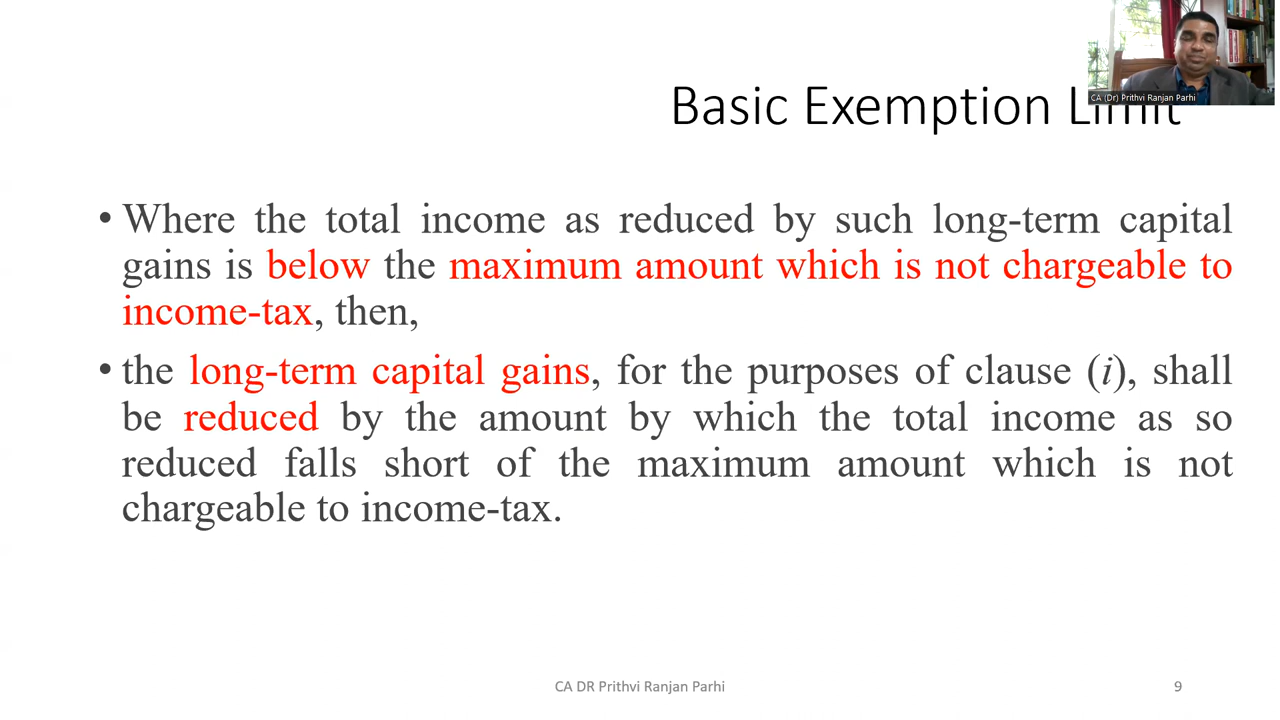 CA (Dr) Prithvi Ranjan Parhi
Basic Exemption Limit
• Where the total income as reduced by such long-term capital
gains is below the maximum amount which is not chargeable to
income-tax, then,
• the long-term capital gains, for the purposes of clause (i), shall
be reduced by the amount by which the total income as so
reduced falls short of the maximum amount which is not
chargeable to income-tax.
CA DR Prithvi Ranjan Parhi
9